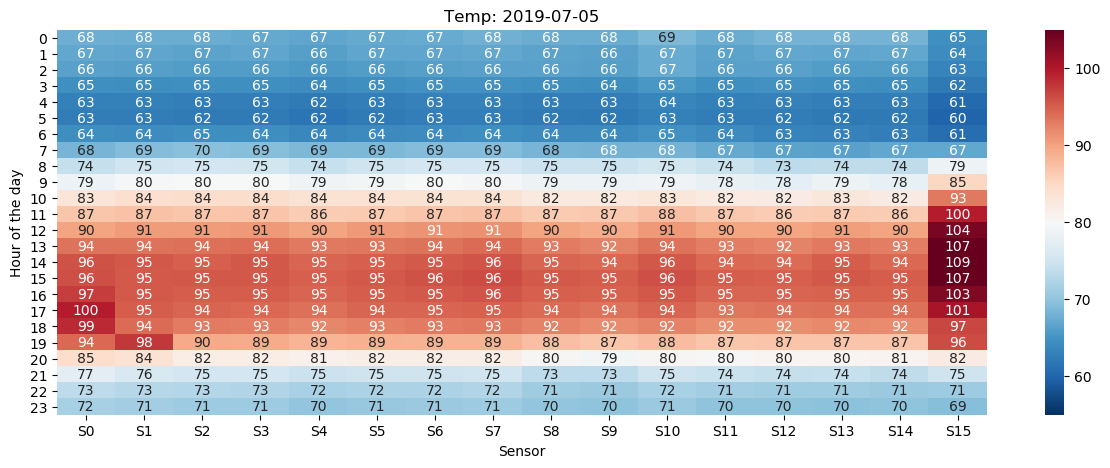 Temp: 2019-07-05
0 68 68 68 67 67 67 67 68 68 68 69 68 68 68 68 65
1 67 67 67 67 66 67 67 67 67 66 67 67 67 67 67 64
2 66 66 66 66 66 66 66 66 66 66 67 66 66 66 66 63
3 65 65 65 65 64 65 65 65 65 64 65 65 65 65 65 62
4 63 63 63 63 62 63 63 63 63 63 64 63 63 63 63 61
5 63 63 62 62 62 62 63 63 62 62 63 63 62 62 62 60
6 64 64 65 64 64 64 64 64 64 64 65 64 63 63 63 61
7 68 69 70 69 69 69 69 69 68 68 68 67 67 67 67 67
8 74 75 75 75 74 75 75 75 75 75 75 74 73 74 74 79
9 79 80 80 80 79 79 80 80 79 79 79 78 78 79 78 85
10 83 84 84 84 84 84 84 84 82 82 83 82 82 83 82 93
11 87 87 87 87 86 87 87 87 87 87 88 87 86 87 86 100
12 90 91 91 91 90 91 91 91 90 90 91 90 90 91 90 104
13 94 94 94 94 93 93 94 94 93 92 94 93 92 93 93 107
14 96 95 95 95 95 95 95 96 95 94 96 94 94 95 94 109
15 96 95 95 95 95 95 96 96 95 95 96 95 95 95 95 107
16 97 95 95 95 95 95 95 96 95 95 95 95 95 95 95 103
17 100 95 94 94 94 94 95 95 94 94 94 93 94 94 94 101
18 99 94 93 93 92 93 93 93 92 92 92 92 92 92 92 97
19 94 98 90 89 89 89 89 89 88 87 88 87 87 87 87 96
20 85 84 82 82 81 82 82 82 80 79 80 80 80 80 81 82
21 77 76 75 75 75 75 75 75 73 73 75 74 74 74 74 75
22 73 73 73 73 72 72 72 72 71 71 72 71 71 71 71 71
23 72 71 71 71 70 71 71 71 70 70 71 70 70 70 70 69
S0 S1 S2 S3 S4 S5 S6 S7 S8 S9 S10 S11 S12 S13 S14 S15
Sensor
Hour of the day
100
90
80
70
60